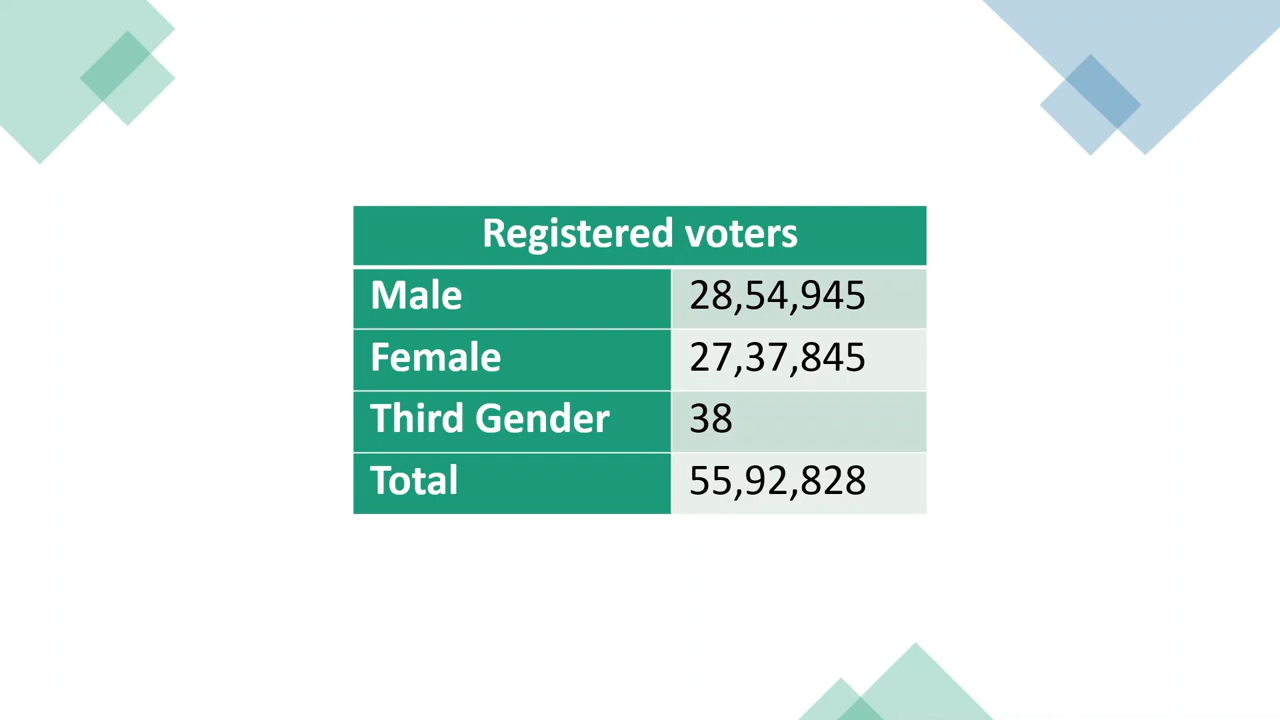 Registered voters
Male 28,54,945
Female 27,37,845
Third Gender 38
Total 55,92,828